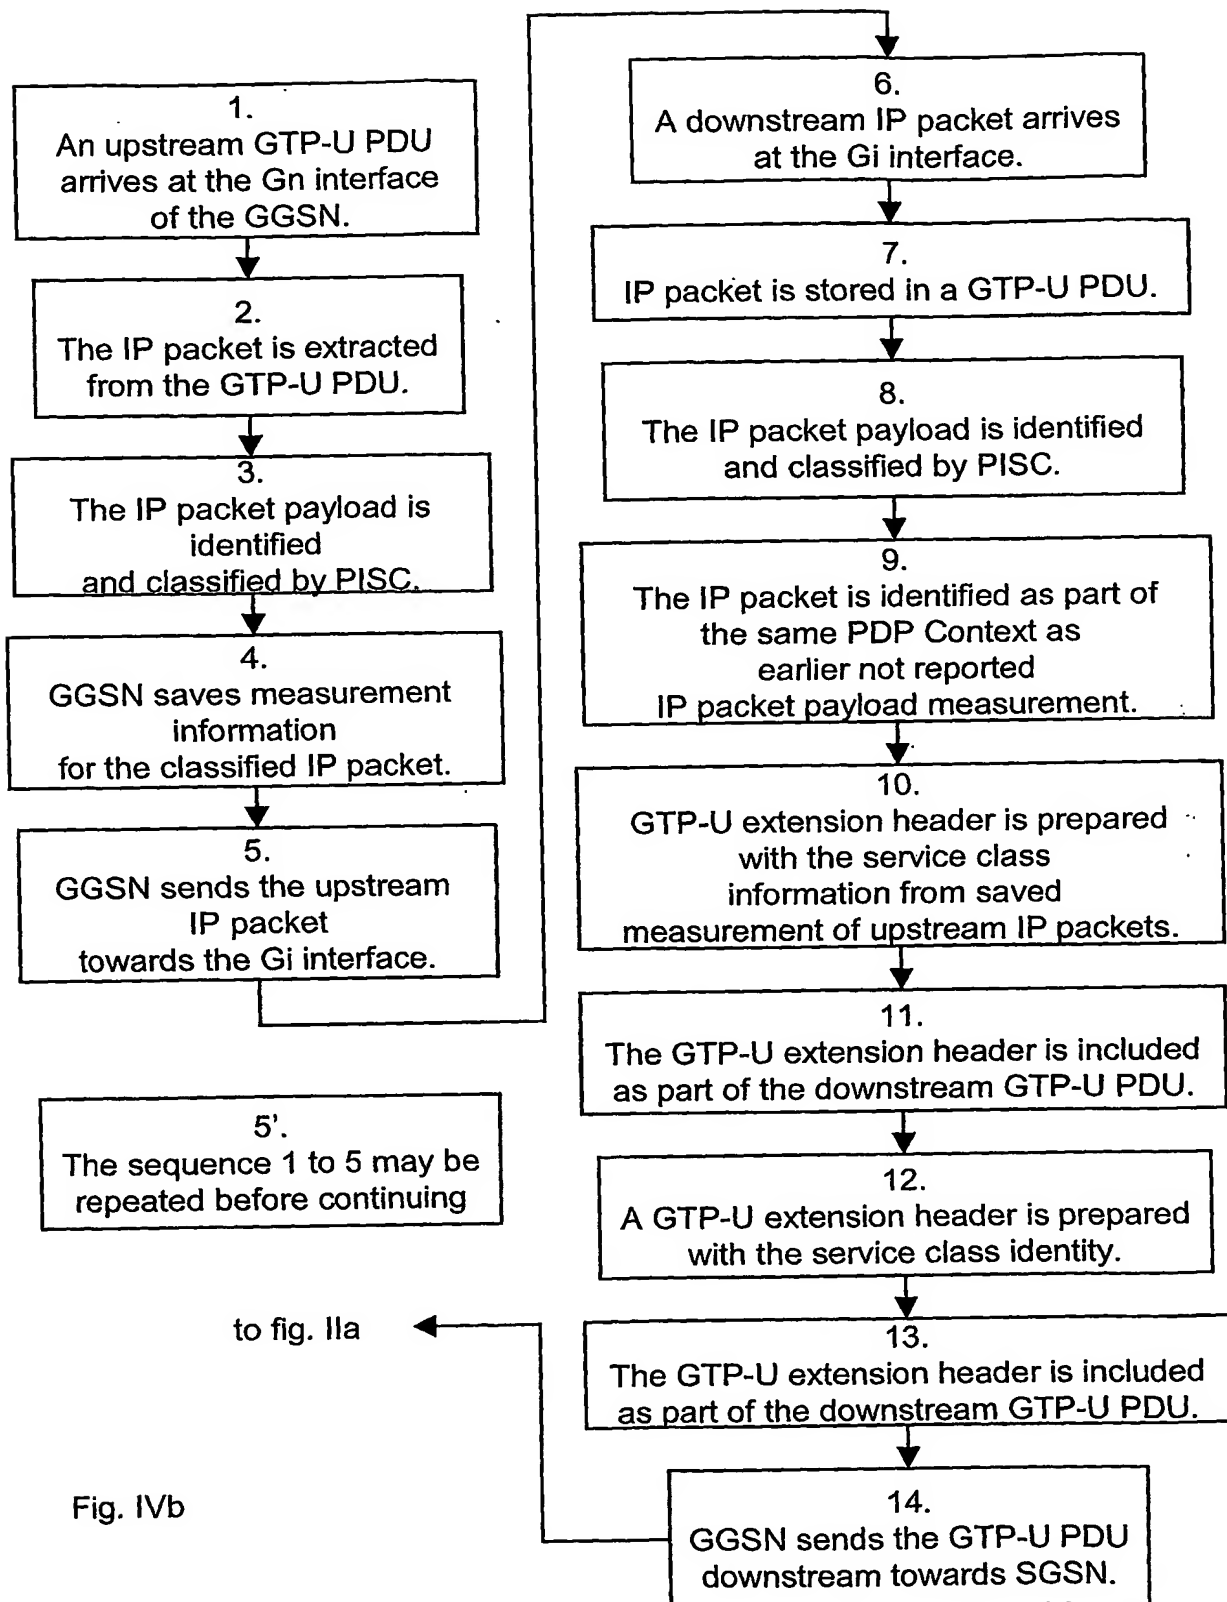 1.
An upstream GTP-U PDU
arrives at the Gn interface
of the GGSN.
2.
The IP packet is extracted
from the GTP-U PDU.
3.
The IP packet payload is
identified
and classified by PISC.
4.
GGSN saves measurement
information
for the classified IP packet.
5.
GGSN sends the upstream
IP packet
towards the Gi interface.
5'.
The sequence 1 to 5 may be
repeated before continuing
6.
A downstream IP packet arrives
at the Gi interface.
7.
IP packet is stored in a GTP-U PDU.
8.
The IP packet payload is identified
and classified by PISC.
9.
The IP packet is identified as part of
the same PDP Context as
earlier not reported
IP packet payload measurement.
10.
GTP-U extension header is prepared
with the service class
information from saved
measurement of upstream IP packets.
11.
The GTP-U extension header is included
as part of the downstream GTP-U PDU.
12.
A GTP-U extension header is prepared
with the service class identity.
13.
The GTP-U extension header is included
as part of the downstream GTP-U PDU.
14.
GGSN sends the GTP-U PDU
downstream towards SGSN.
to fig. IIa
Fig. IVb